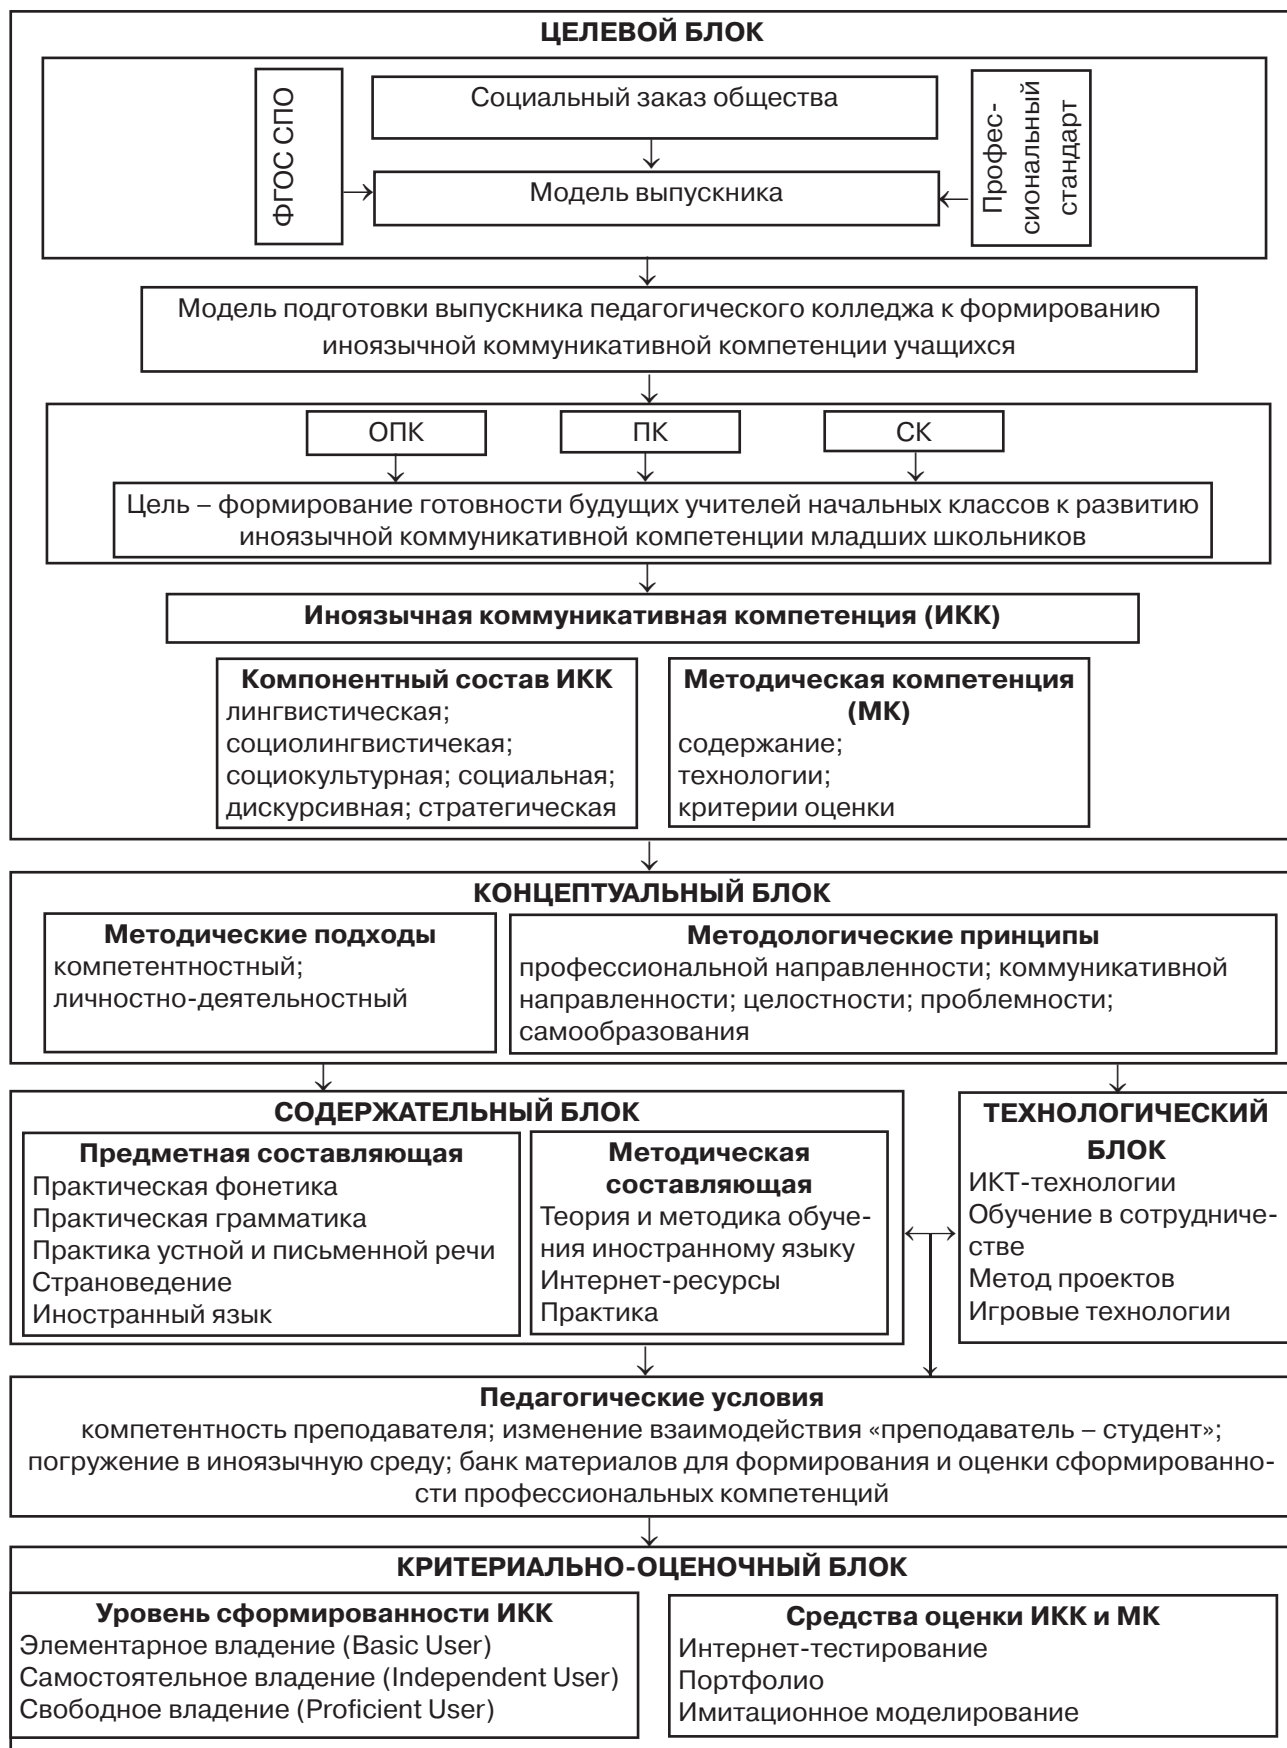 ЦЕЛЕВОЙ БЛОК
ФГОС СПО
Социальный заказ общества
Модель выпускника
Профес-
сиональный
стандарт
Модель подготовки выпускника педагогического колледжа к формированию
иноязычной коммуникативной компетенции учащихся
ОПК
ПК
СК
Цель – формирование готовности будущих учителей начальных классов к развитию
иноязычной коммуникативной компетенции младших школьников
Иноязычная коммуникативная компетенция (ИКК)
Компонентный состав ИКК
лингвистическая;
социолингвистичекая;
социокультурная; социальная;
дискурсивная; стратегическая
Методическая компетенция
(МК)
содержание;
технологии;
критерии оценки
КОНЦЕПТУАЛЬНЫЙ БЛОК
Методические подходы
компетентностный;
личностно-деятельностный
Методологические принципы
профессиональной направленности; коммуникативной
направленности; целостности; проблемности;
самообразования
СОДЕРЖАТЕЛЬНЫЙ БЛОК
Предметная составляющая
Практическая фонетика
Практическая грамматика
Практика устной и письменной речи
Страноведение
Иностранный язык
Методическая
составляющая
Теория и методика обуче-
ния иностранному языку
Интернет-ресурсы
Практика
ТЕХНОЛОГИЧЕСКИЙ
БЛОК
ИКТ-технологии
Обучение в сотрудниче-
стве
Метод проектов
Игровые технологии
Педагогические условия
компетентность преподавателя; изменение взаимодействия «преподаватель – студент»;
погружение в иноязычную среду; банк материалов для формирования и оценки сформированно-
сти профессиональных компетенций
КРИТЕРИАЛЬНО-ОЦЕНОЧНЫЙ БЛОК
Уровень сформированности ИКК
Элементарное владение (Basic User)
Самостоятельное владение (Independent User)
Свободное владение (Proficient User)
Средства оценки ИКК и МК
Интернет-тестирование
Портфолио
Имитационное моделирование